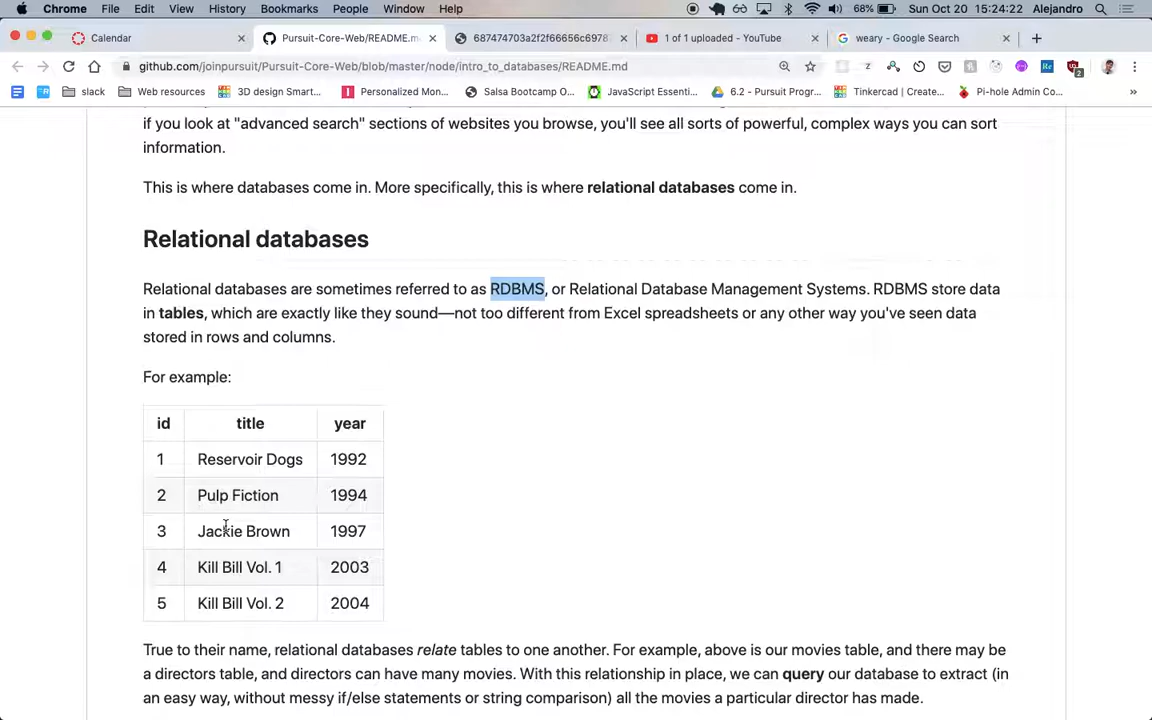 Chrome File Edit View History Bookmarks People Window Help 68% Sun Oct 20 15:24:22 Alejandro
Calendar Pursuit-Core-Web/README.m 687474703a2f2f66656c6978 1 of 1 uploaded - YouTube weary - Google Search
github.com/joinpursuit/Pursuit-Core-Web/blob/master/node/intro_to_databases/README.md
slack Web resources 3D design Smart... Personalized Mon... Salsa Bootcamp O... JavaScript Essenti... 6.2 - Pursuit Progr... Tinkercad | Create... Pi-hole Admin Co...
if you look at "advanced search" sections of websites you browse, you'll see all sorts of powerful, complex ways you can sort
information.
This is where databases come in. More specifically, this is where relational databases come in.
Relational databases
Relational databases are sometimes referred to as RDBMS, or Relational Database Management Systems. RDBMS store data
in tables, which are exactly like they sound—not too different from Excel spreadsheets or any other way you've seen data
stored in rows and columns.
For example:
id title year
1 Reservoir Dogs 1992
2 Pulp Fiction 1994
3 Jackie Brown 1997
4 Kill Bill Vol. 1 2003
5 Kill Bill Vol. 2 2004
True to their name, relational databases relate tables to one another. For example, above is our movies table, and there may be
a directors table, and directors can have many movies. With this relationship in place, we can query our database to extract (in
an easy way, without messy if/else statements or string comparison) all the movies a particular director has made.